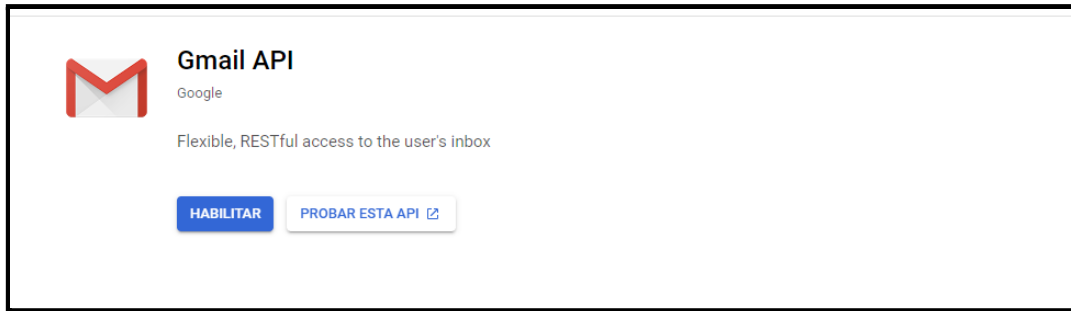 Gmail API
Google
Flexible, RESTful access to the user's inbox
HABILITAR PROBAR ESTA API